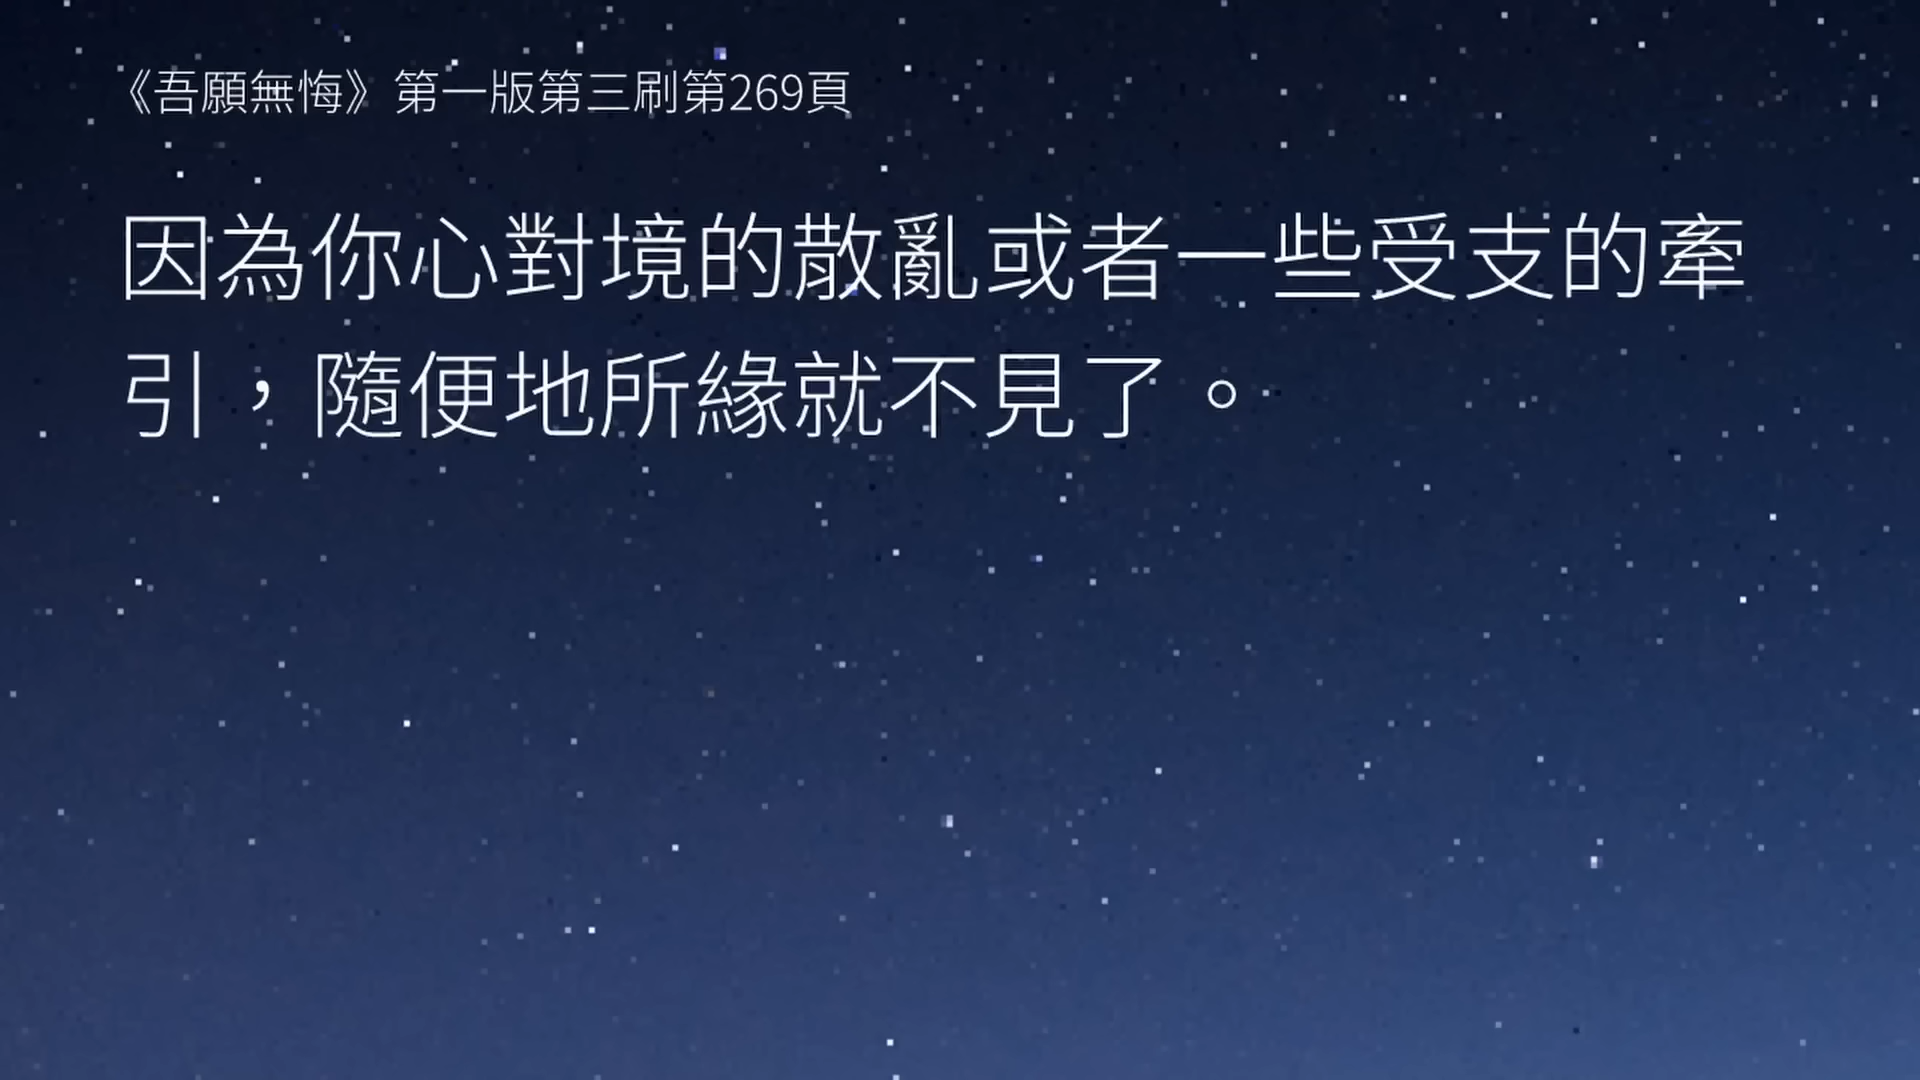 《吾願無悔》第一版第三刷第269頁
因為你心對境的散亂或者一些受支的牽
引，隨便地所緣就不見了。